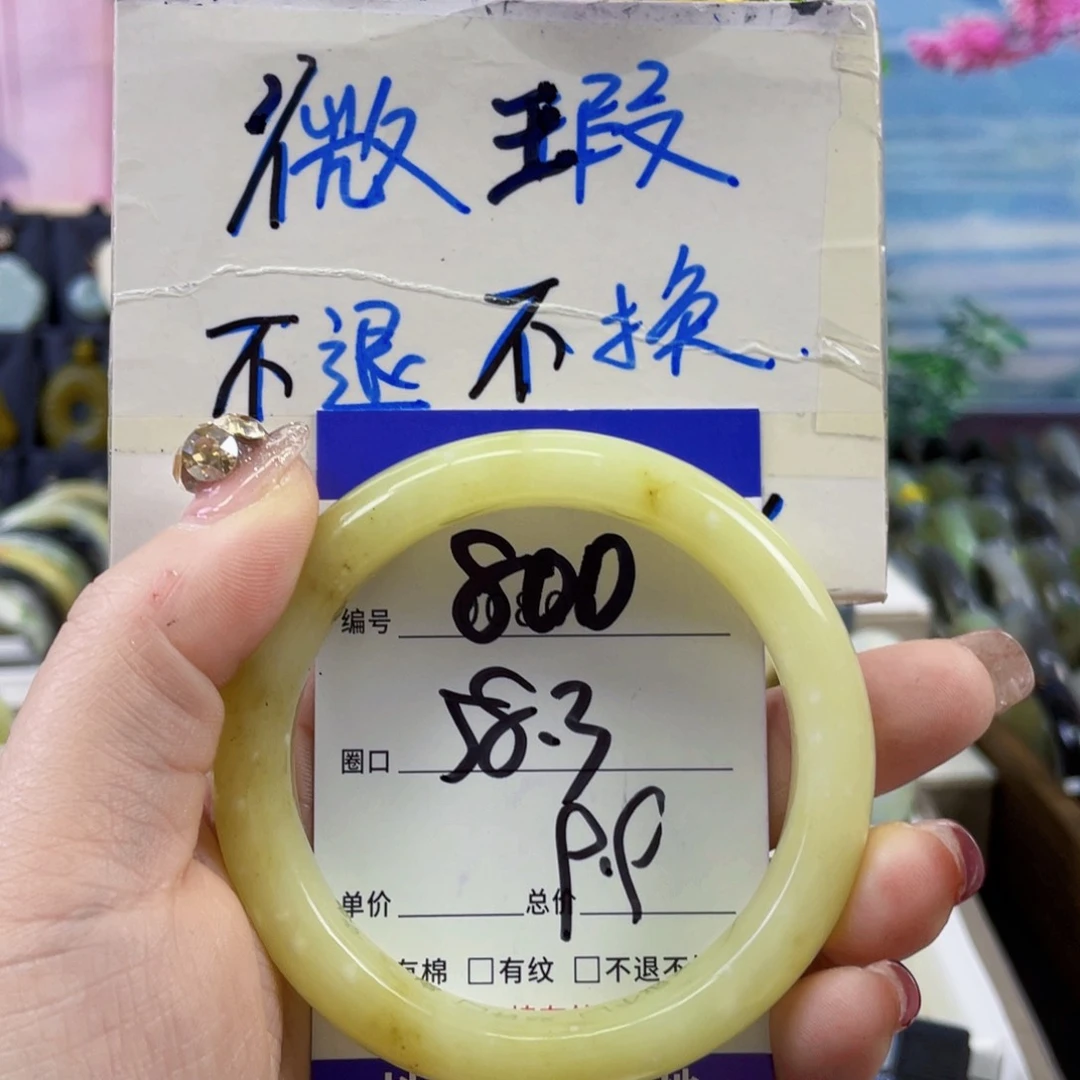 微瑕
不退不换.
编号 800
圈口 58.3
P.P
单价 总价
有棉 □有纹 □不退不